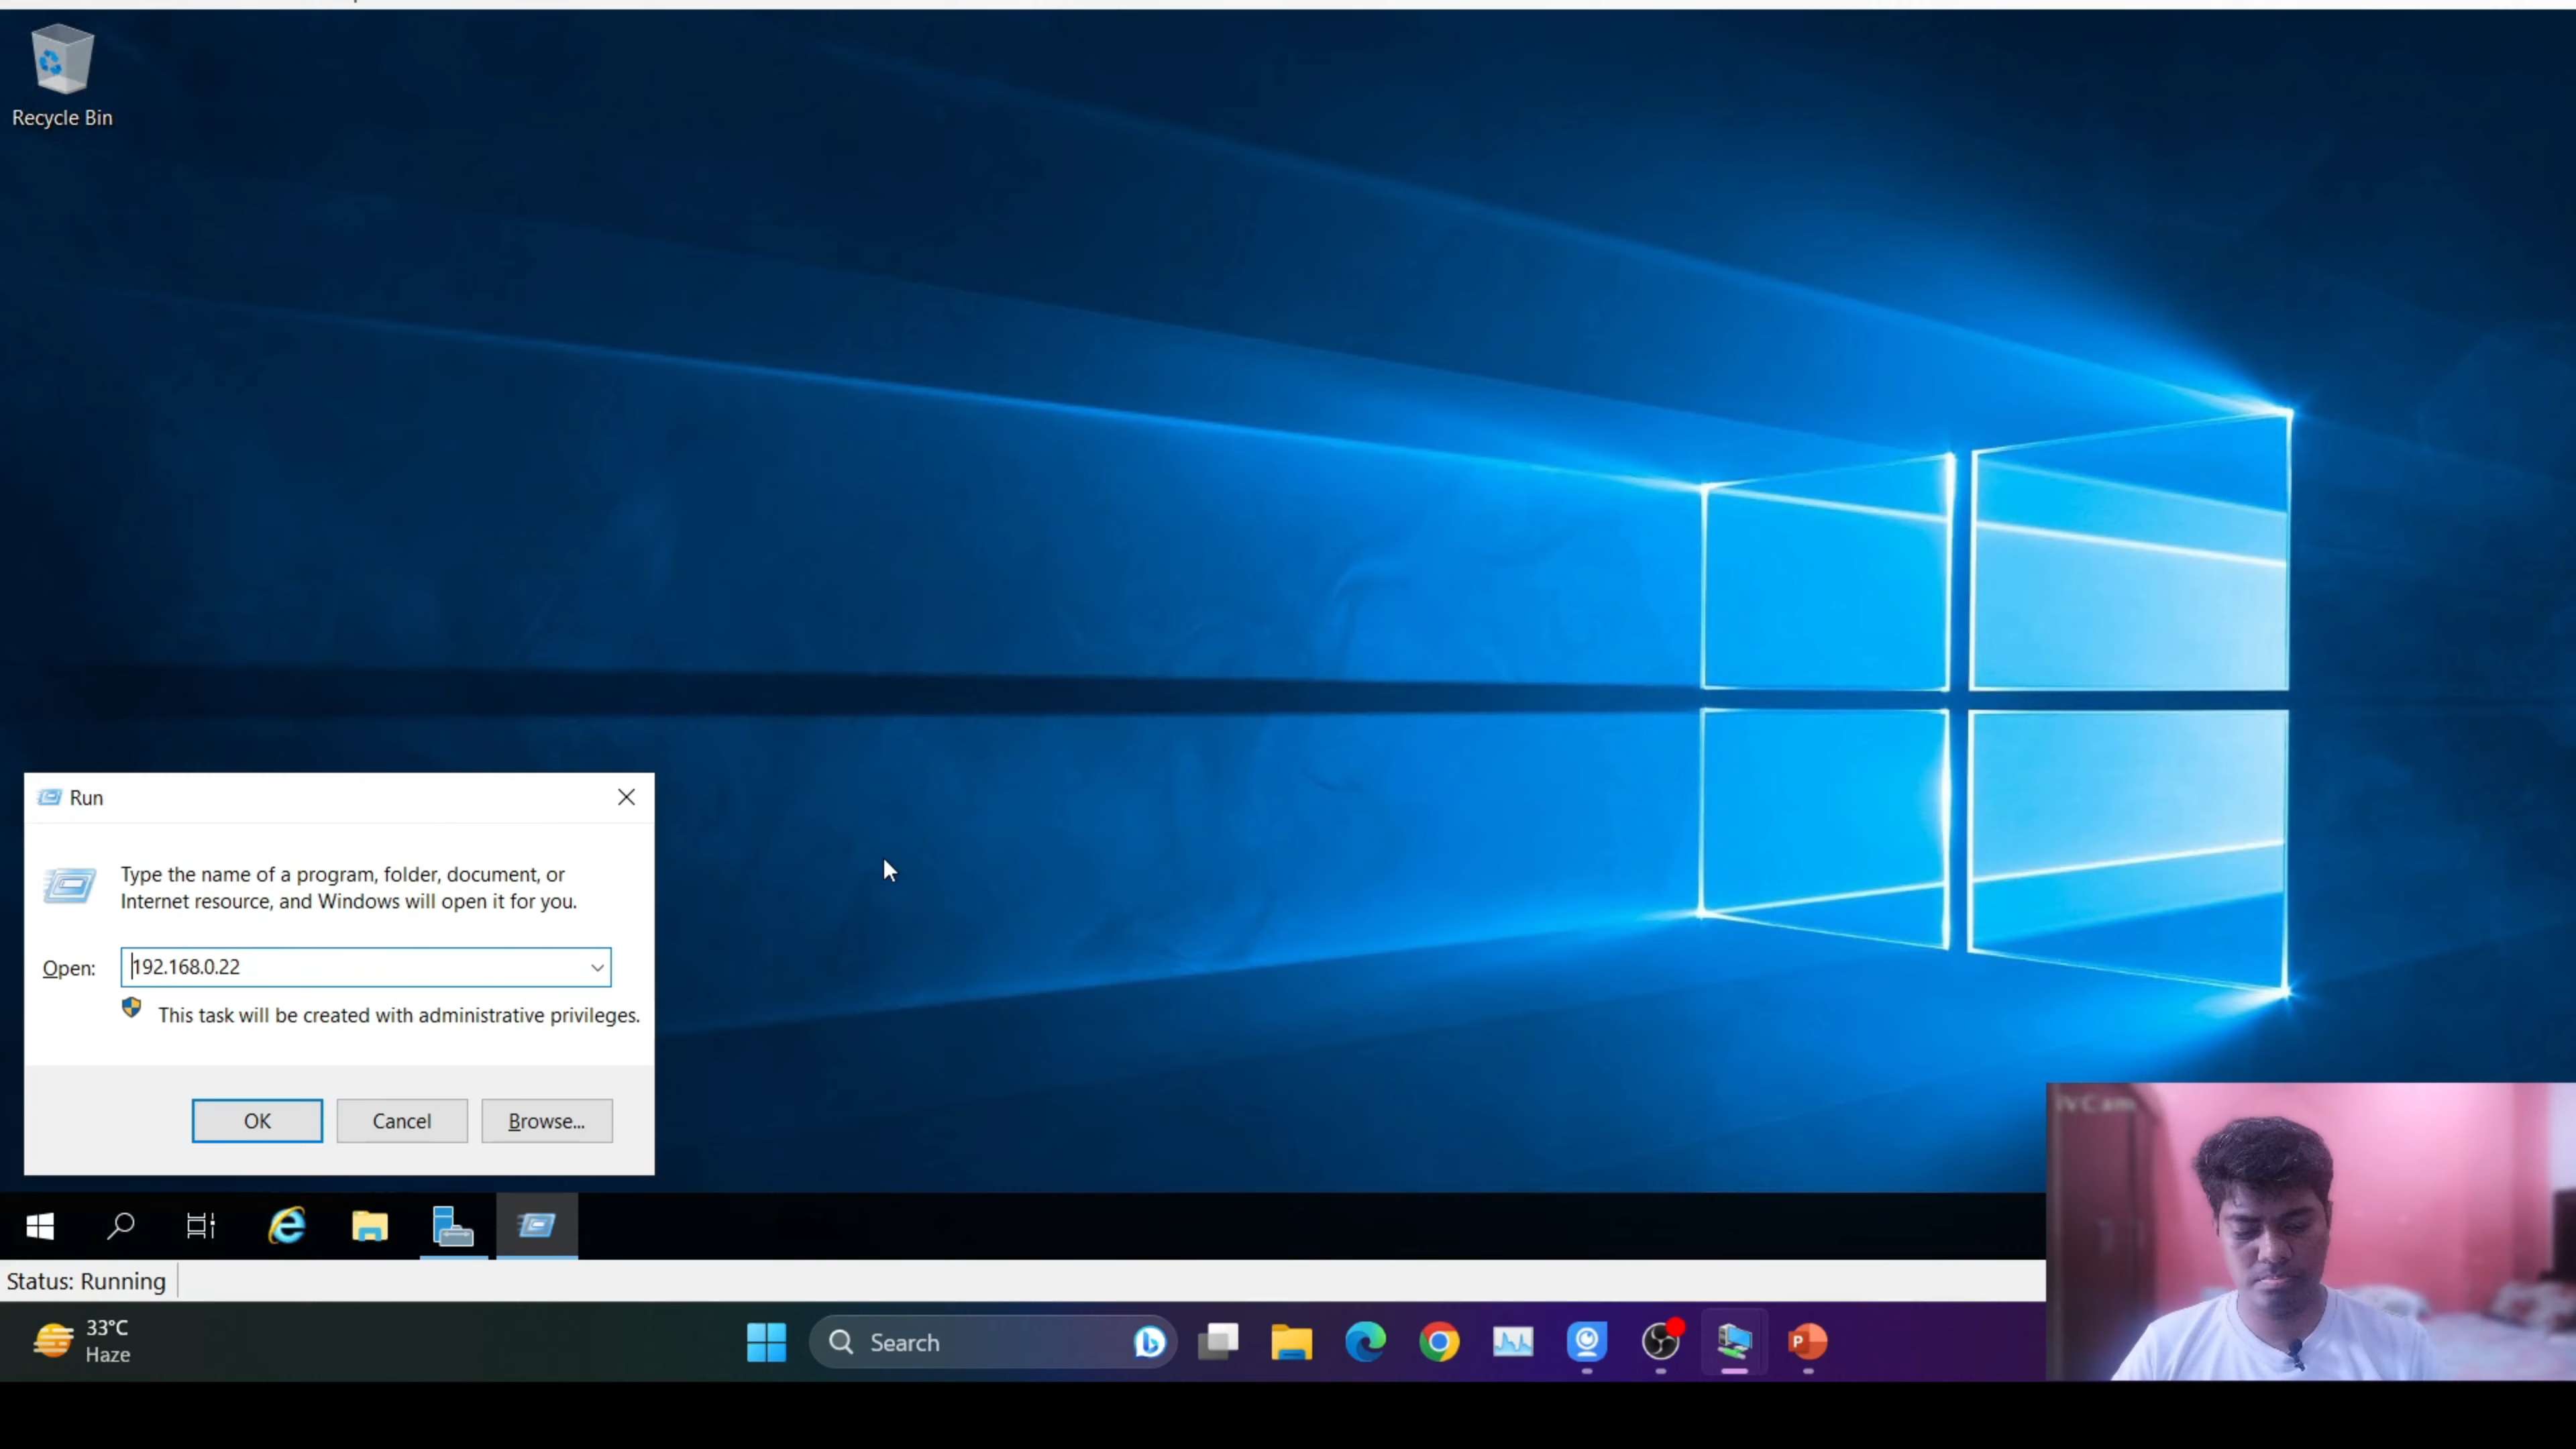 Recycle Bin
Run
Type the name of a program, folder, document, or
Internet resource, and Windows will open it for you.
Open:
192.168.0.22
This task will be created with administrative privileges.
OK
Cancel
Browse...
Status: Running
33°C
Haze
Search
iVCam